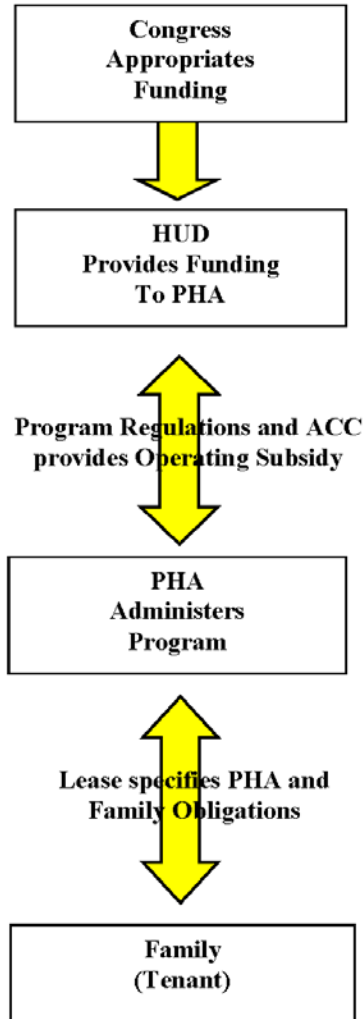 Congress
Appropriates
Funding
HUD
Provides Funding
To PHA
Program Regulations and ACC
provides Operating Subsidy
PHA
Administers
Program
Lease specifies PHA and
Family Obligations
Family
(Tenant)